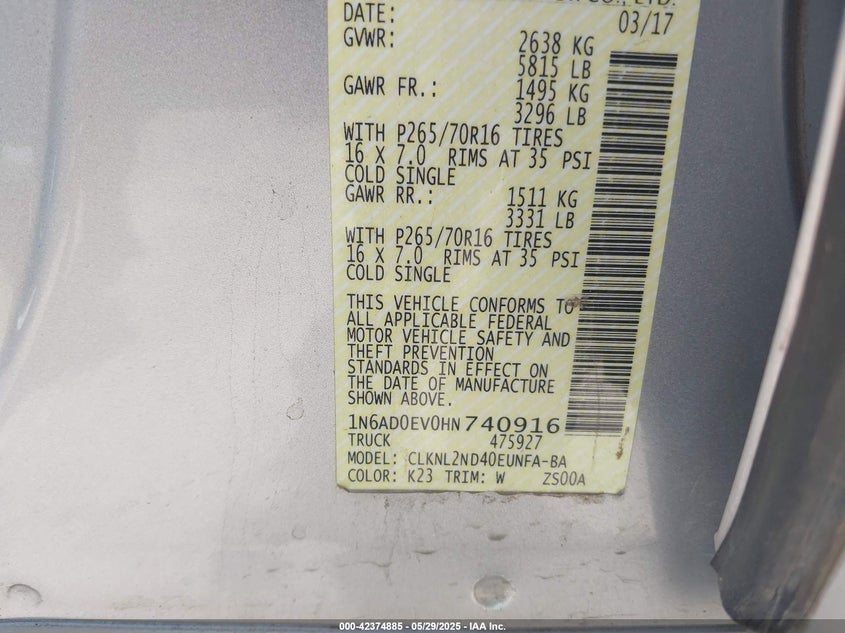 CO., LTD.
DATE: 03/17
GVWR: 2638 KG
5815 LB
GAWR FR.: 1495 KG
3296 LB
WITH P265/70R16 TIRES
16 X 7.0 RIMS AT 35 PSI
COLD SINGLE
GAWR RR.: 1511 KG
3331 LB
WITH P265/70R16 TIRES
16 X 7.0 RIMS AT 35 PSI
COLD SINGLE
THIS VEHICLE CONFORMS TO
ALL APPLICABLE FEDERAL
MOTOR VEHICLE SAFETY AND
THEFT PREVENTION
STANDARDS IN EFFECT ON
THE DATE OF MANUFACTURE
SHOWN ABOVE.
1N6AD0EV0HN740916
TRUCK 475927
MODEL: CLKNL2ND40EUNFA-BA
COLOR: K23 TRIM: W ZS00A
000-42374885 - 05/29/2025 - IAA Inc.